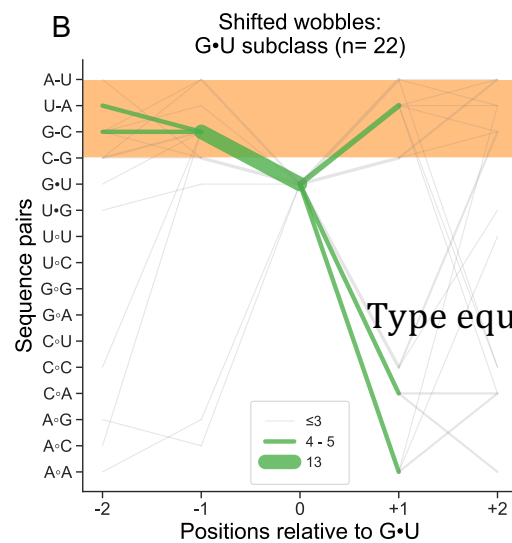 B
Shifted wobbles:
G•U subclass (n= 22)
Sequence pairs
A-U
U-A
G-C
C-G
G•U
U•G
U◦U
U◦C
G◦G
G◦A
C◦U
C◦C
C◦A
A◦G
A◦C
A◦A
Type equ
≤3
4 - 5
13
-2 -1 0 +1 +2
Positions relative to G•U